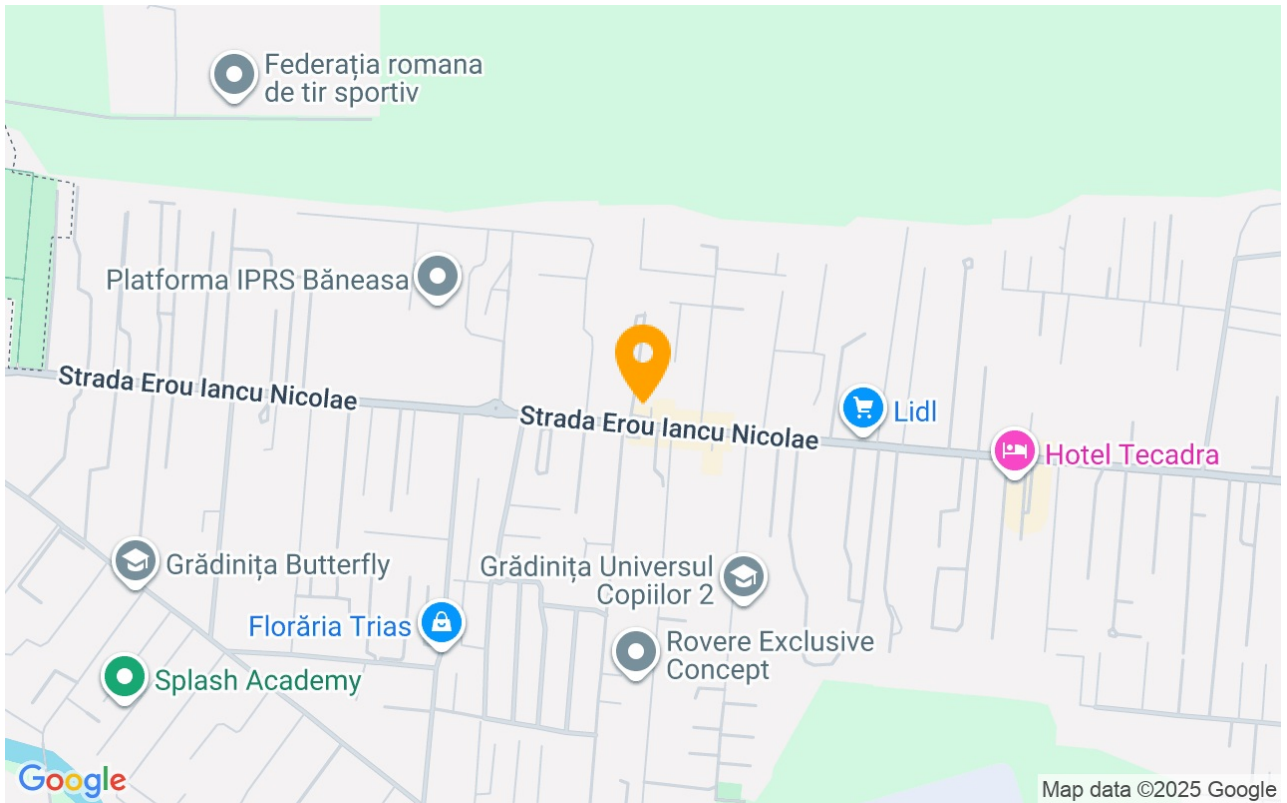 Federația romana
de tir sportiv
Platforma IPRS Băneasa
Strada Erou Iancu Nicolae
Strada Erou Iancu Nicolae
Lidl
Hotel Tecadra
Grădinița Butterfly
Grădinița Universul
Copiilor 2
Florăria Trias
Rovere Exclusive
Concept
Splash Academy
Google
Map data ©2025 Google